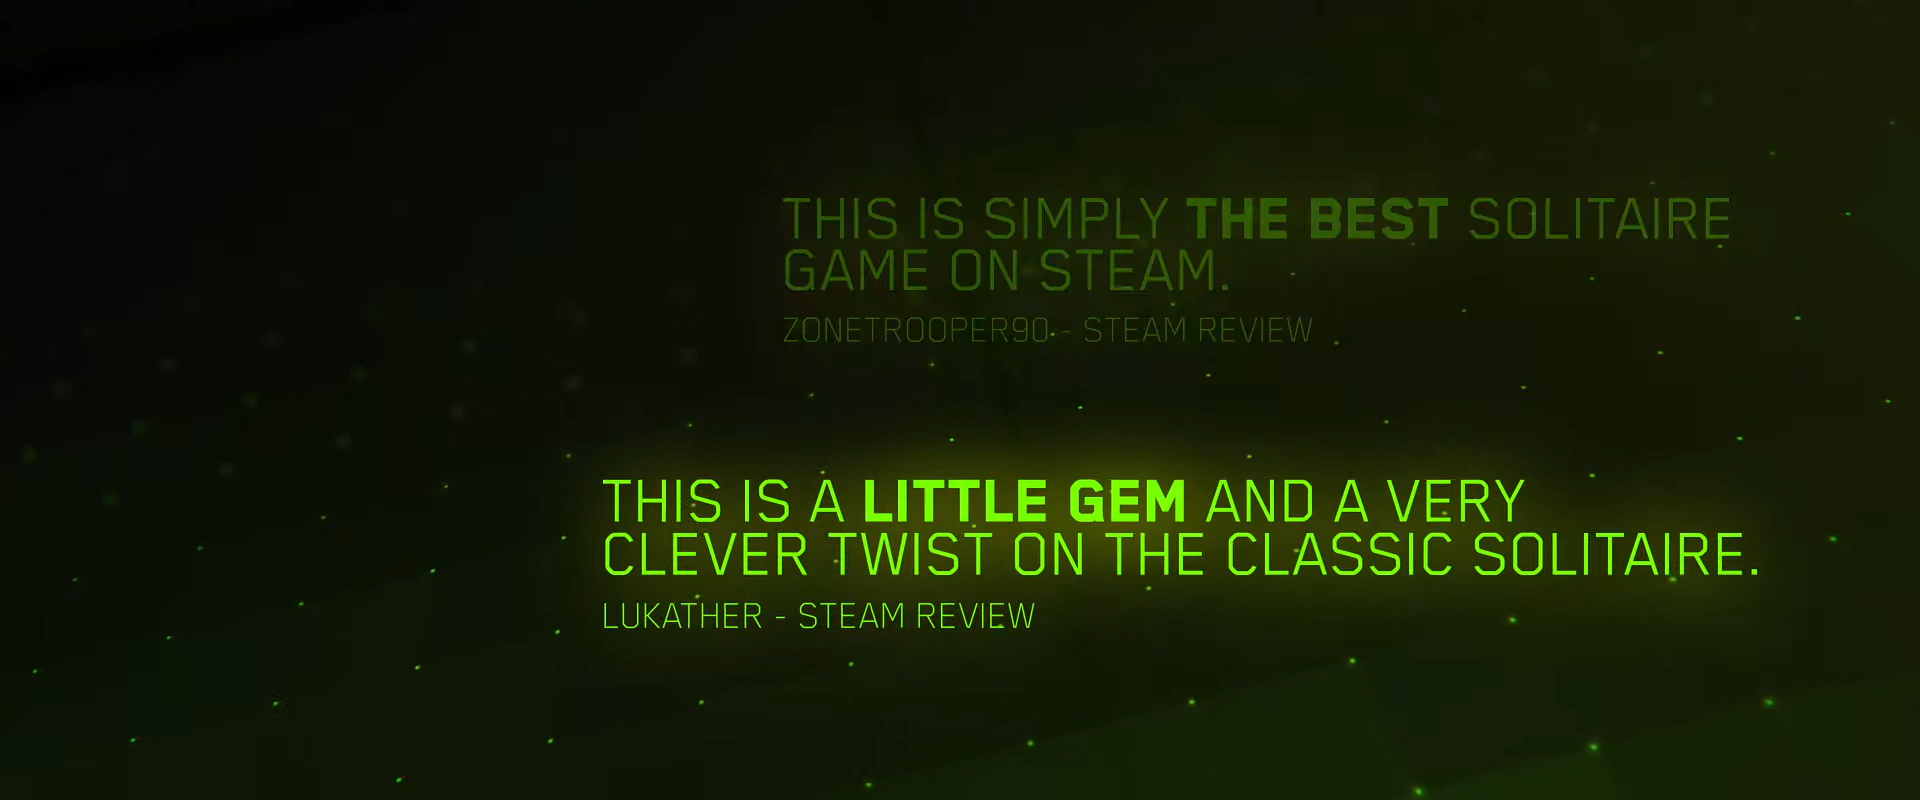 THIS IS SIMPLY THE BEST SOLITAIRE
GAME ON STEAM.
ZONETROOPER90 - STEAM REVIEW
THIS IS A LITTLE GEM AND A VERY
CLEVER TWIST ON THE CLASSIC SOLITAIRE.
LUKATHER - STEAM REVIEW